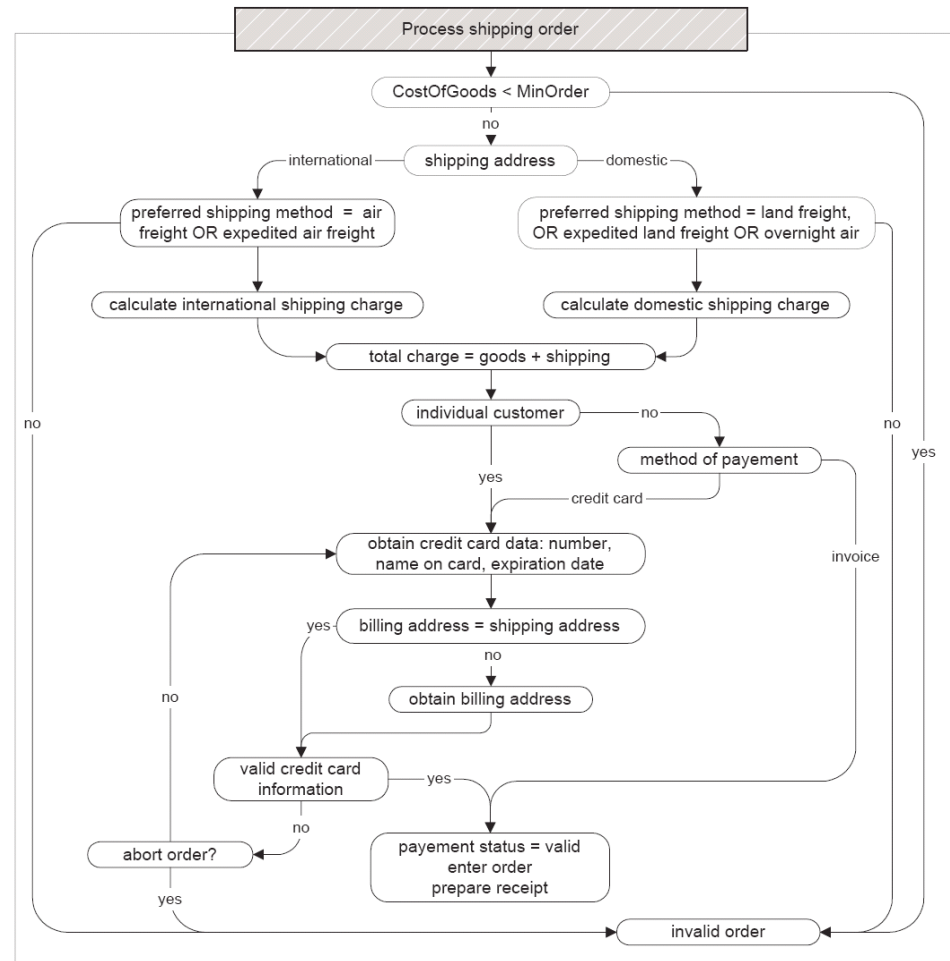 Process shipping order
CostOfGoods < MinOrder
no
yes
international
shipping address
domestic
preferred shipping method = air
freight OR expedited air freight
preferred shipping method = land freight,
OR expedited land freight OR overnight air
calculate international shipping charge
calculate domestic shipping charge
total charge = goods + shipping
no
no
individual customer
no
method of payement
yes
credit card
invoice
obtain credit card data: number,
name on card, expiration date
yes
billing address = shipping address
no
obtain billing address
no
valid credit card
information
yes
no
abort order?
yes
payement status = valid
enter order
prepare receipt
invalid order